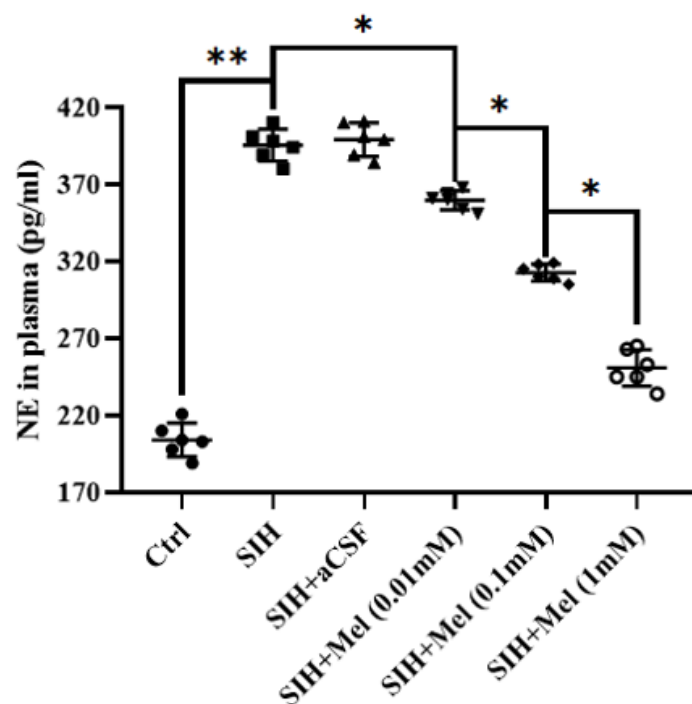 *
**
*
*
NE in plasma (pg/ml)
420
370
320
270
220
170
Ctrl
SIH
SIH+aCSF
SIH+Mel (0.01mM)
SIH+Mel (0.1mM)
SIH+Mel (1mM)